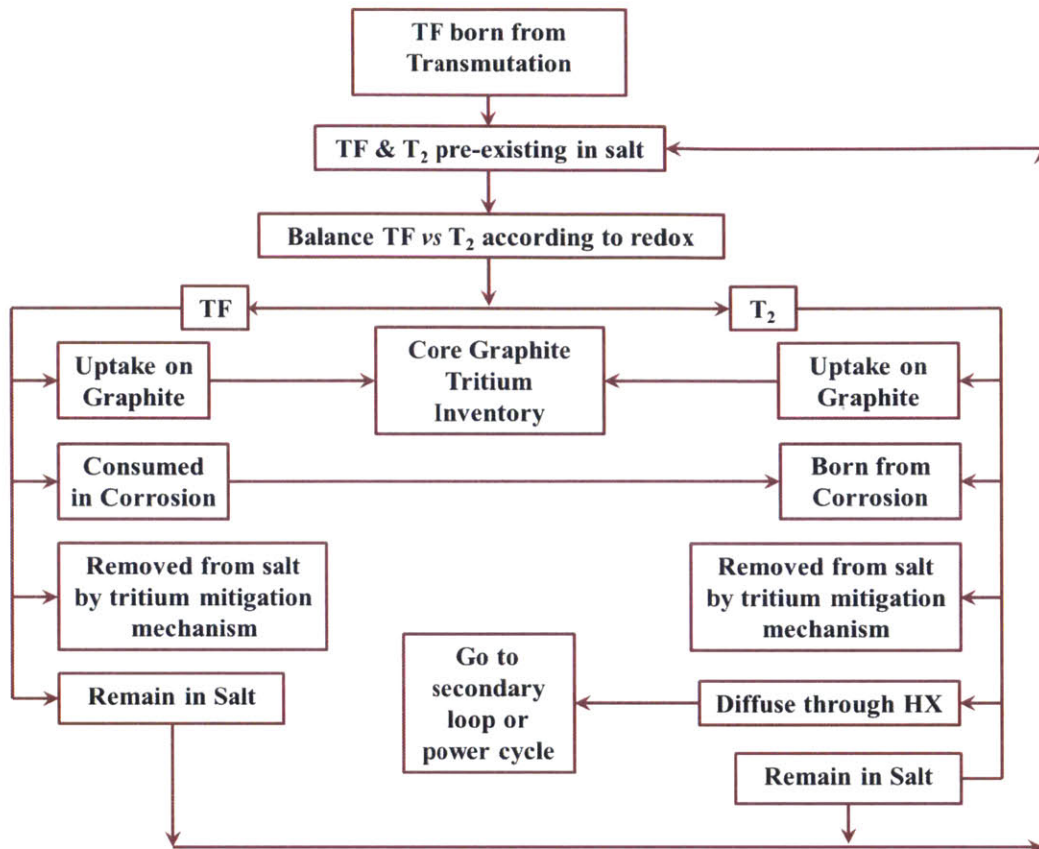 TF born from
Transmutation
TF & T₂ pre-existing in salt
Balance TF vs T₂ according to redox
TF
T₂
Uptake on
Graphite
Core Graphite
Tritium
Inventory
Uptake on
Graphite
Consumed
in Corrosion
Born from
Corrosion
Removed from salt
by tritium mitigation
mechanism
Removed from salt
by tritium mitigation
mechanism
Go to
secondary
loop or
power cycle
Remain in Salt
Diffuse through HX
Remain in Salt